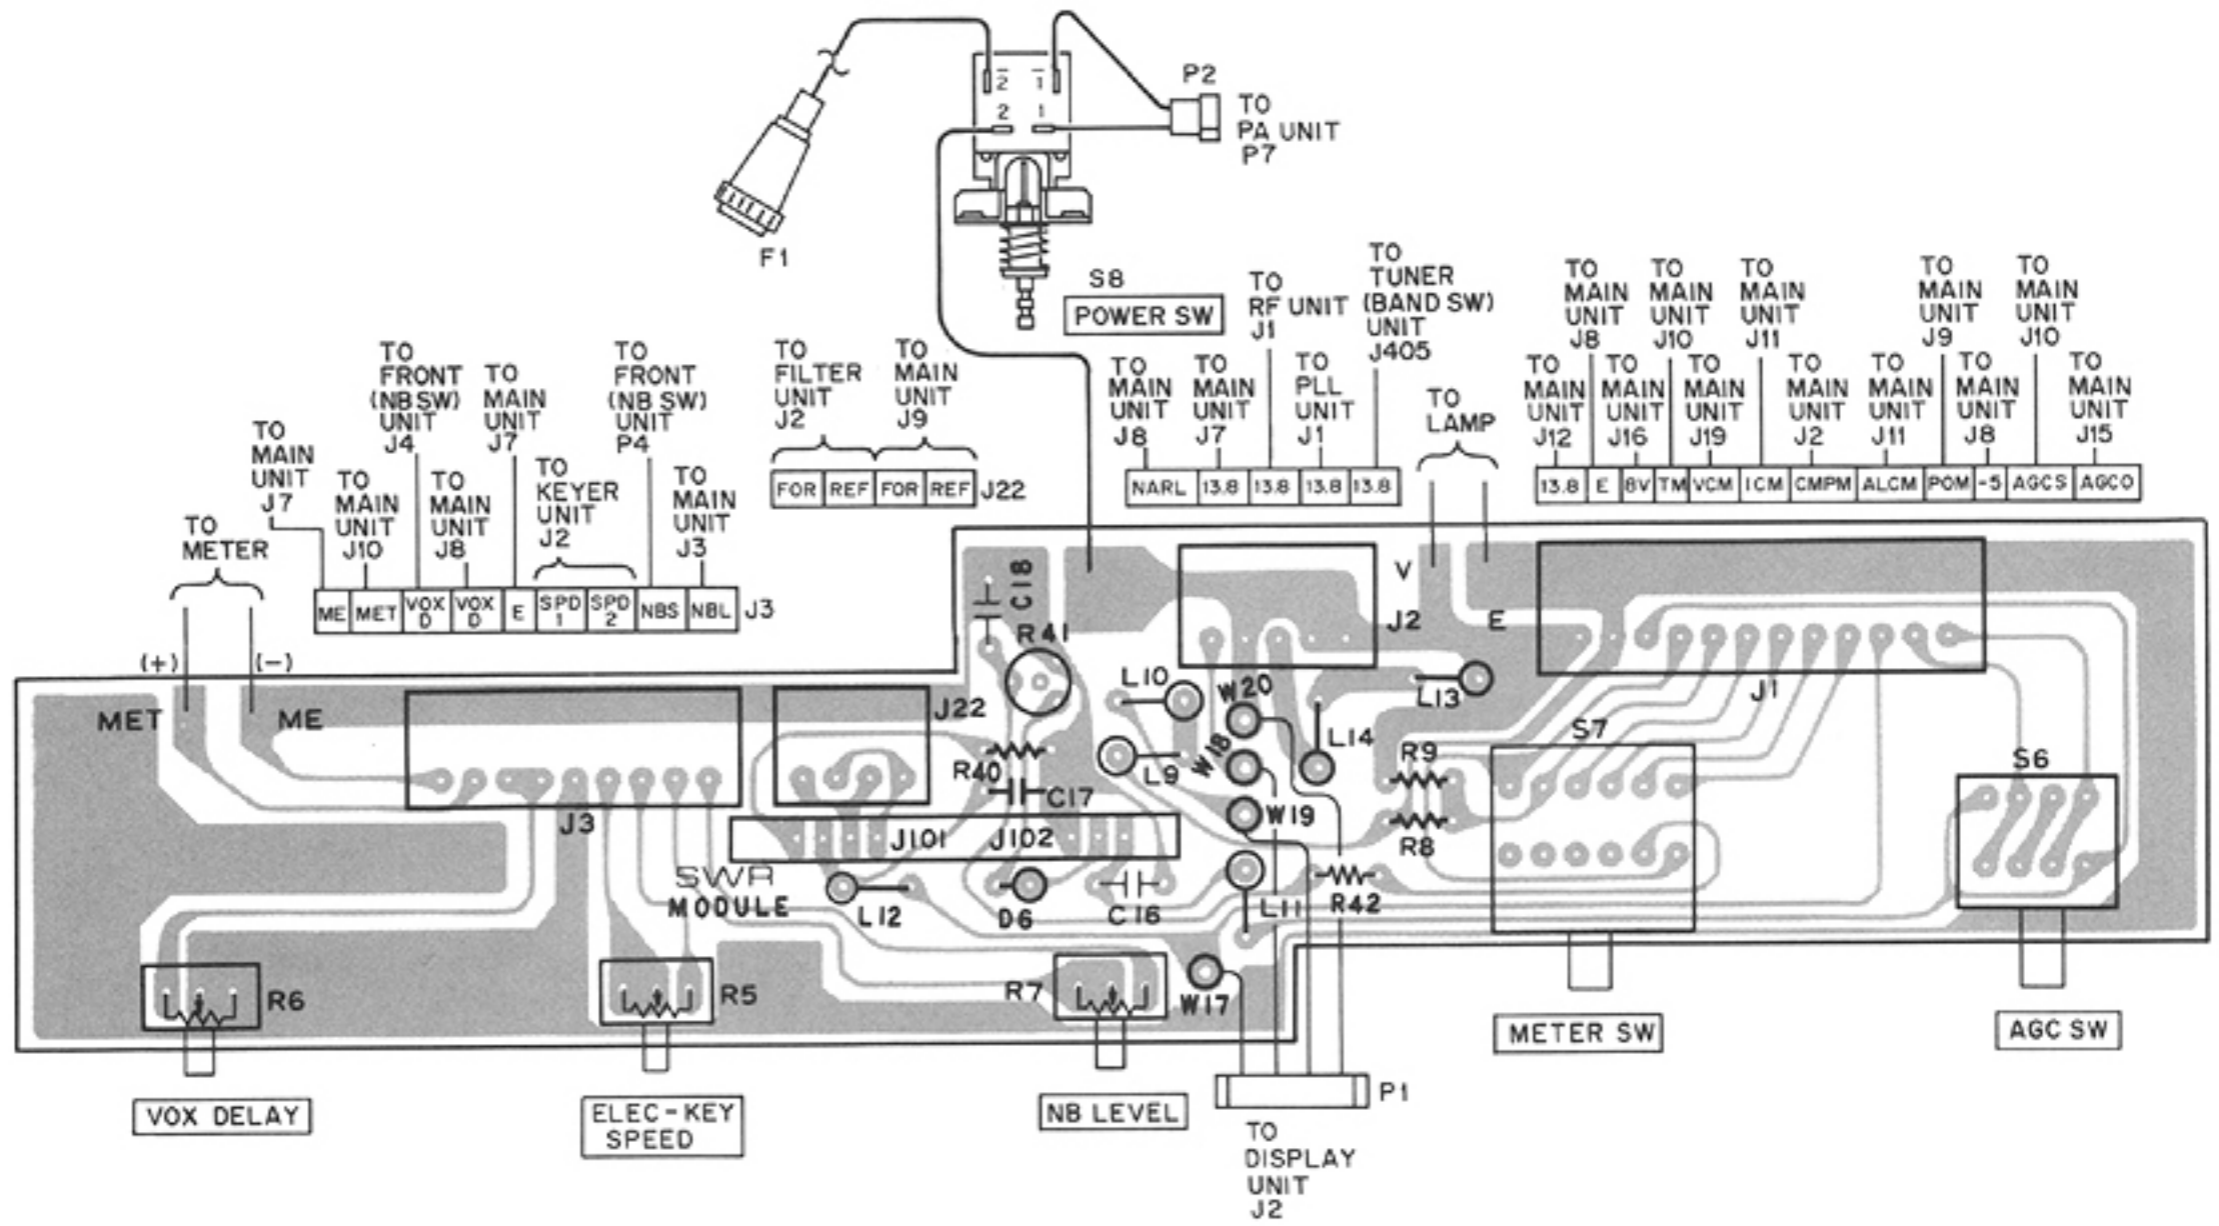 2
1
2
1
P2
TO
PA UNIT
P7
F1
S8
POWER SW
TO
METER
TO
MAIN
UNIT
J7
TO
MAIN
UNIT
J10
TO
FRONT
(NB SW)
UNIT
J4
TO
MAIN
UNIT
J8
TO
MAIN
UNIT
J7
TO
KEYER
UNIT
J2
TO
FRONT
(NB SW)
UNIT
P4
TO
MAIN
UNIT
J3
ME MET VOX D VOX D E SPD 1 SPD 2 NBS NBL J3
TO
FILTER
UNIT
J2
TO
MAIN
UNIT
J9
FOR REF FOR REF J22
TO
MAIN
UNIT
J8
TO
MAIN
UNIT
J7
TO
RF UNIT
J1
TO
PLL
UNIT
J1
TO
TUNER
(BAND SW)
UNIT
J405
NARL 13.8 13.8 13.8 13.8
TO
LAMP
TO
MAIN
UNIT
J12
TO
MAIN
UNIT
J8
TO
MAIN
UNIT
J16
TO
MAIN
UNIT
J10
TO
MAIN
UNIT
J19
TO
MAIN
UNIT
J11
TO
MAIN
UNIT
J2
TO
MAIN
UNIT
J11
TO
MAIN
UNIT
J9
TO
MAIN
UNIT
J8
TO
MAIN
UNIT
J10
TO
MAIN
UNIT
J15
13.8 E 8V TM VCM ICM CMPM ALCM POM -5 AGCS AGCO
(+) (-)
MET ME
J3
J22
C18
R41
R40
C17
J101 J102
SWR
MODULE
L12
D6
C16
L10
L9
W20
W18
W19
L11
L14
R42
J2
V
E
L13
R9
R8
J1
S7
S6
R6
R5
R7
W17
VOX DELAY
ELEC-KEY
SPEED
NB LEVEL
METER SW
AGC SW
P1
TO
DISPLAY
UNIT
J2